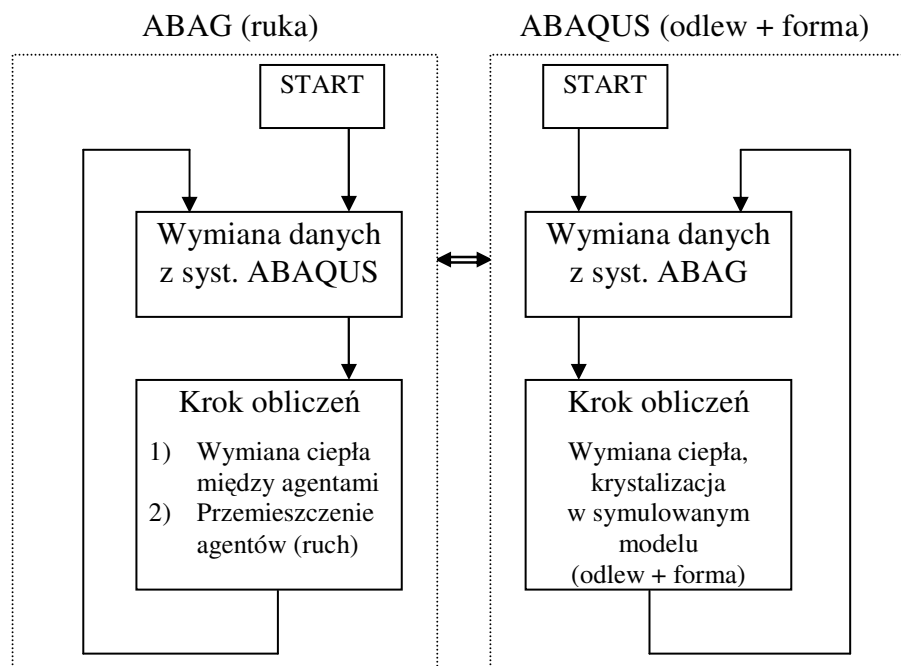 ABAG (ruka)
START
Wymiana danych
z syst. ABAQUS
Krok obliczeń
1) Wymiana ciepła
między agentami
2) Przemieszczenie
agentów (ruch)
ABAQUS (odlew + forma)
START
Wymiana danych
z syst. ABAG
Krok obliczeń
Wymiana ciepła,
krystalizacja
w symulowanym
modelu
(odlew + forma)